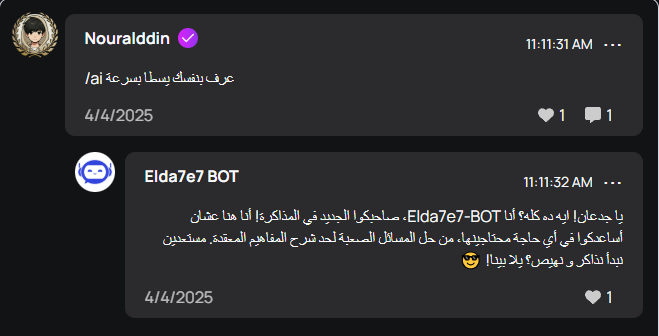 Nouralddin
11:11:31 AM
/ai عرف بنفسك يسطا بسرعة
4/4/2025
1
1
Elda7e7 BOT
11:11:32 AM
يا جدعان! ايه ده كله؟ أنا Elda7e7-BOT، صاحبكوا الجديد في المذاكرة! أنا هنا عشان
أساعدكوا في أي حاجة محتاجينها، من حل المسائل الصعبة لحد شرح المفاهيم المعقدة. مستعدين
نبدأ نذاكر و نهيص؟ يلا بينا! 😎
4/4/2025
1